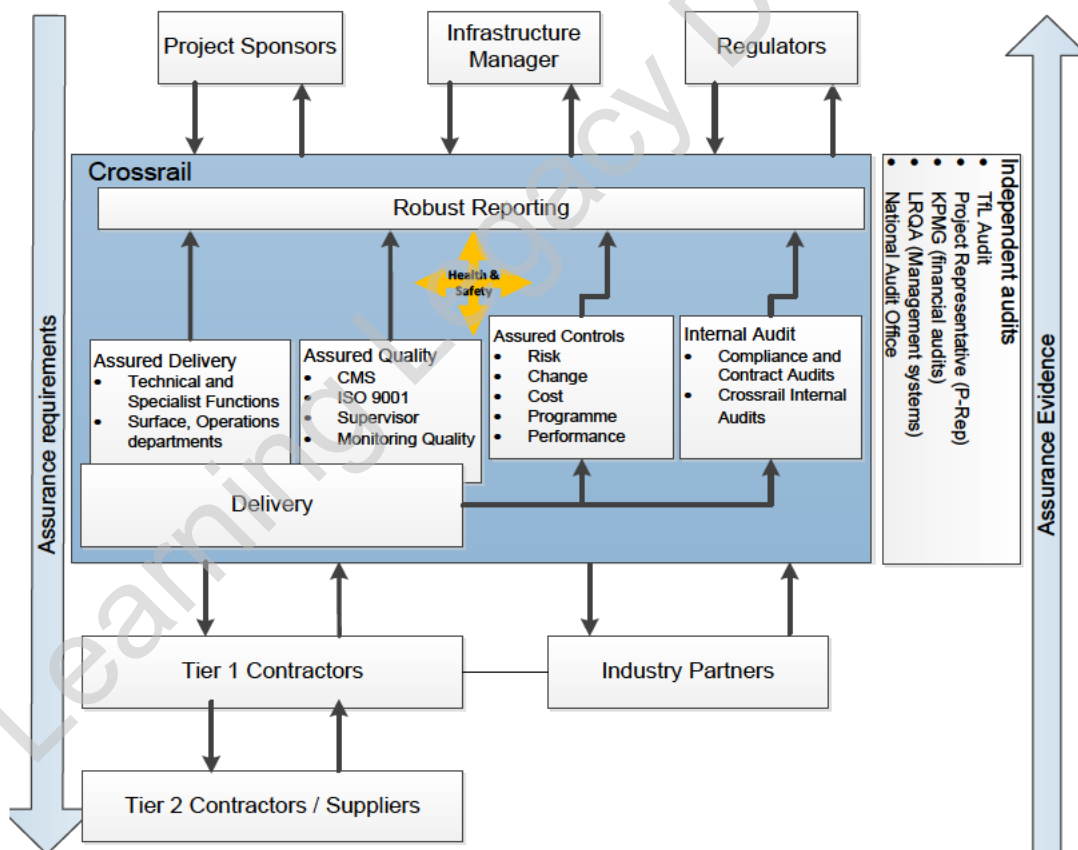 Project Sponsors
Infrastructure
Manager
Regulators
Crossrail
Robust Reporting
Health &
Safety
Assured Delivery
• Technical and
Specialist Functions
• Surface, Operations
departments
Assured Quality
• CMS
• ISO 9001
• Supervisor
• Monitoring Quality
Assured Controls
• Risk
• Change
• Cost
• Programme
• Performance
Internal Audit
• Compliance and
Contract Audits
• Crossrail Internal
Audits
Delivery
Tier 1 Contractors
Industry Partners
Tier 2 Contractors / Suppliers
Assurance requirements
Independent audits
• TfL Audit
• Project Representative (P-Rep)
• KPMG (financial audits)
• LRQA (Management systems)
• National Audit Office
Assurance Evidence
Learning Legacy D